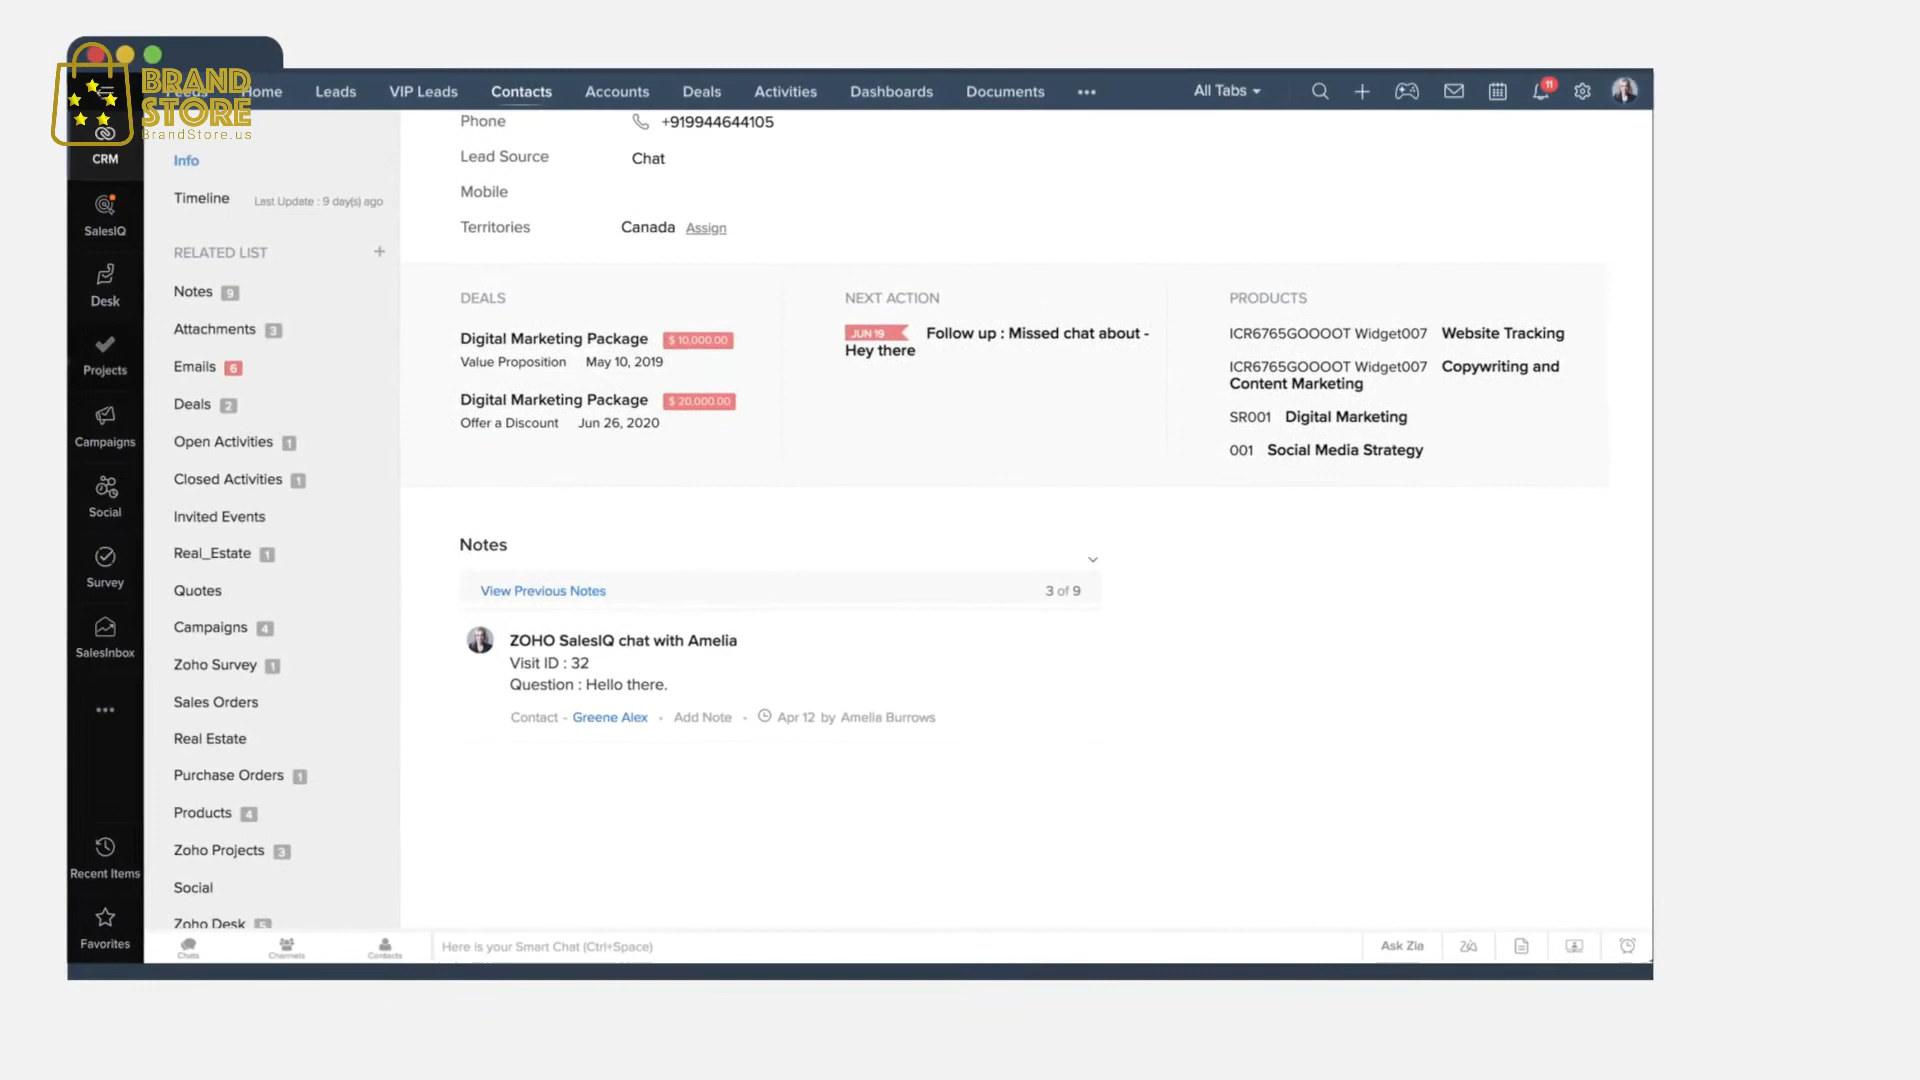 BRAND
STORE
BrandStore.us
Home Leads VIP Leads Contacts Accounts Deals Activities Dashboards Documents ••• All Tabs 11
CRM
SalesIQ
Desk
Projects
Campaigns
Social
Survey
SalesInbox
•••
Recent Items
Favorites
Info
Timeline Last Update : 9 day(s) ago
RELATED LIST +
Notes 9
Attachments 3
Emails 6
Deals 2
Open Activities 1
Closed Activities 1
Invited Events
Real_Estate 1
Quotes
Campaigns 4
Zoho Survey 1
Sales Orders
Real Estate
Purchase Orders 1
Products 4
Zoho Projects 3
Social
Zoho Desk 5
Phone +919944644105
Lead Source Chat
Mobile
Territories Canada Assign
DEALS
Digital Marketing Package $ 10,000.00
Value Proposition May 10, 2019
Digital Marketing Package $ 20,000.00
Offer a Discount Jun 26, 2020
NEXT ACTION
JUN 19 Follow up : Missed chat about -
Hey there
PRODUCTS
ICR6765GOOOOT Widget007 Website Tracking
ICR6765GOOOOT Widget007 Copywriting and
Content Marketing
SR001 Digital Marketing
001 Social Media Strategy
Notes
View Previous Notes 3 of 9
ZOHO SalesIQ chat with Amelia
Visit ID : 32
Question : Hello there.
Contact - Greene Alex • Add Note • Apr 12 by Amelia Burrows
Chats Channels Contacts Here is your Smart Chat (Ctrl+Space) Ask Zia